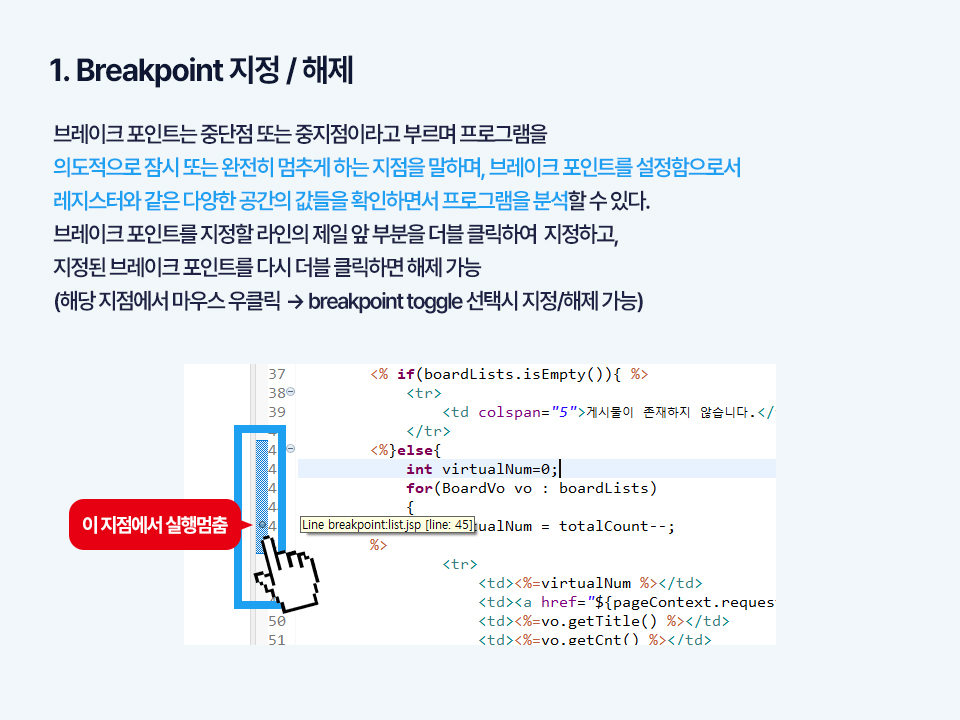 1. Breakpoint 지정 / 해제
브레이크 포인트는 중단점 또는 중지점이라고 부르며 프로그램을
의도적으로 잠시 또는 완전히 멈추게 하는 지점을 말하며, 브레이크 포인트를 설정함으로서
레지스터와 같은 다양한 공간의 값들을 확인하면서 프로그램을 분석할 수 있다.
브레이크 포인트를 지정할 라인의 제일 앞 부분을 더블 클릭하여 지정하고,
지정된 브레이크 포인트를 다시 더블 클릭하면 해제 가능
(해당 지점에서 마우스 우클릭 → breakpoint toggle 선택시 지정/해제 가능)
37 <% if(boardLists.isEmpty()){ %>
38 <tr>
39 <td colspan="5">게시물이 존재하지 않습니다.</
</tr>
<%}else{
int virtualNum=0;
for(BoardVo vo : boardLists)
{
이 지점에서 실행멈춤
Line breakpoint:list.jsp [line: 45]
ualNum = totalCount--;
%>
<tr>
<td><%=virtualNum %></td>
<td><a href="${pageContext.reques
50 <td><%=vo.getTitle() %></td>
51 <td><%=vo.getCnt() %></td>